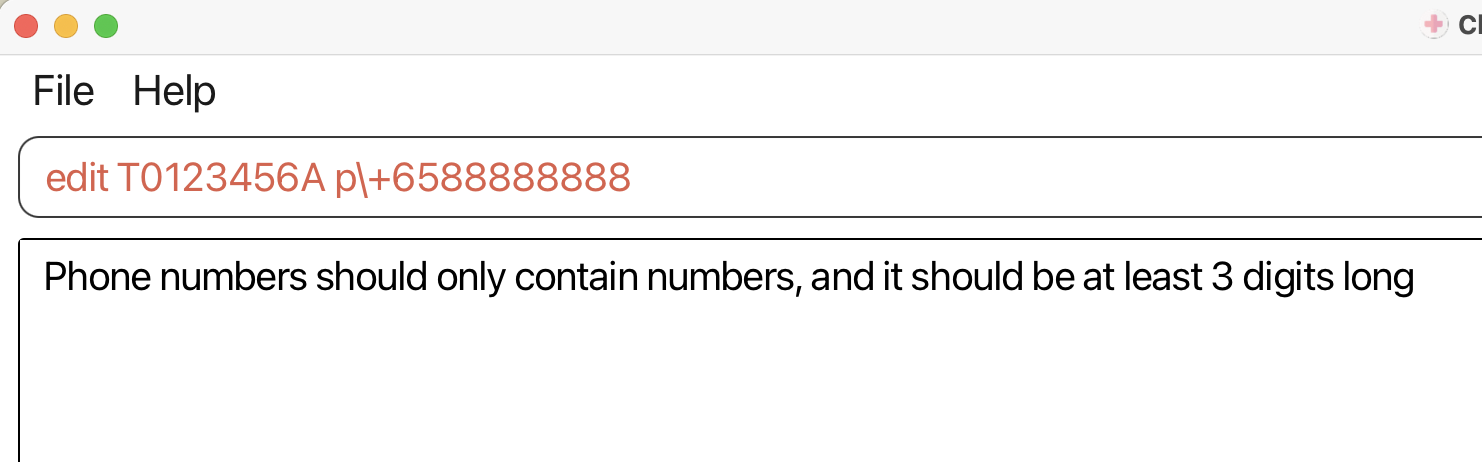 File Help
edit T0123456A p\+6588888888
Phone numbers should only contain numbers, and it should be at least 3 digits long